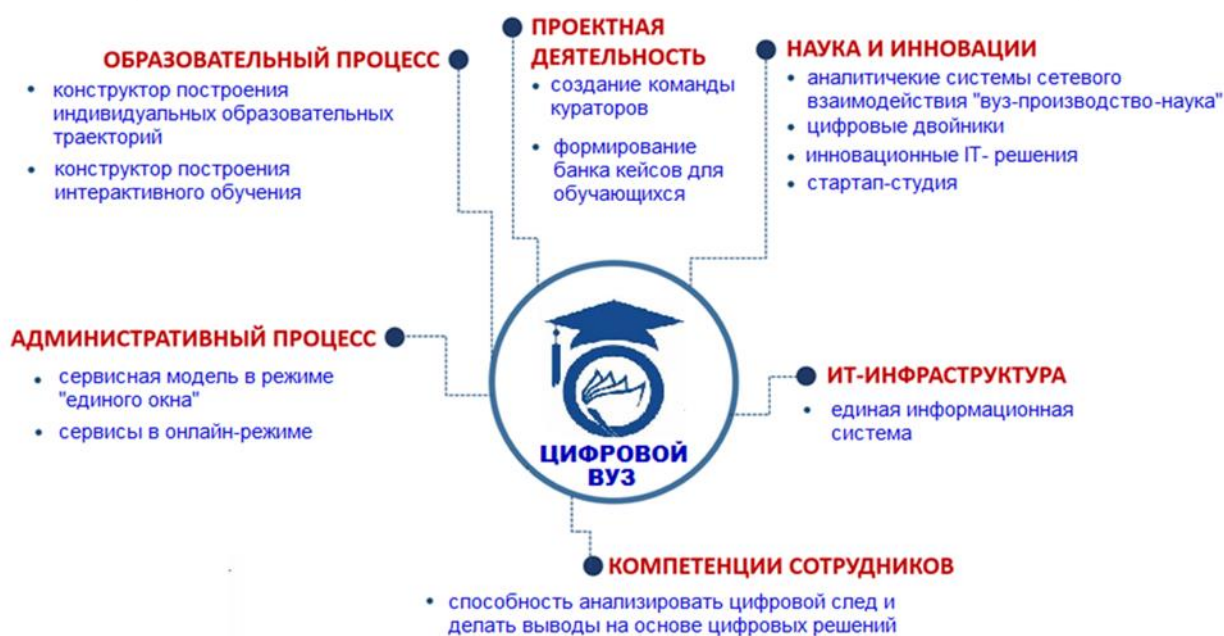 ОБРАЗОВАТЕЛЬНЫЙ ПРОЦЕСС
• конструктор построения
индивидуальных образовательных
траекторий
• конструктор построения
интерактивного обучения
ПРОЕКТНАЯ
ДЕЯТЕЛЬНОСТЬ
• создание команды
кураторов
• формирование
банка кейсов для
обучающихся
НАУКА И ИННОВАЦИИ
• аналитичекие системы сетевого
взаимодействия "вуз-производство-наука"
• цифровые двойники
• инновационные IT- решения
• стартап-студия
АДМИНИСТРАТИВНЫЙ ПРОЦЕСС
• сервисная модель в режиме
"единого окна"
• сервисы в онлайн-режиме
ЦИФРОВОЙ
ВУЗ
ИТ-ИНФРАСТРУКТУРА
• единая информационная
система
КОМПЕТЕНЦИИ СОТРУДНИКОВ
• способность анализировать цифровой след и
делать выводы на основе цифровых решений